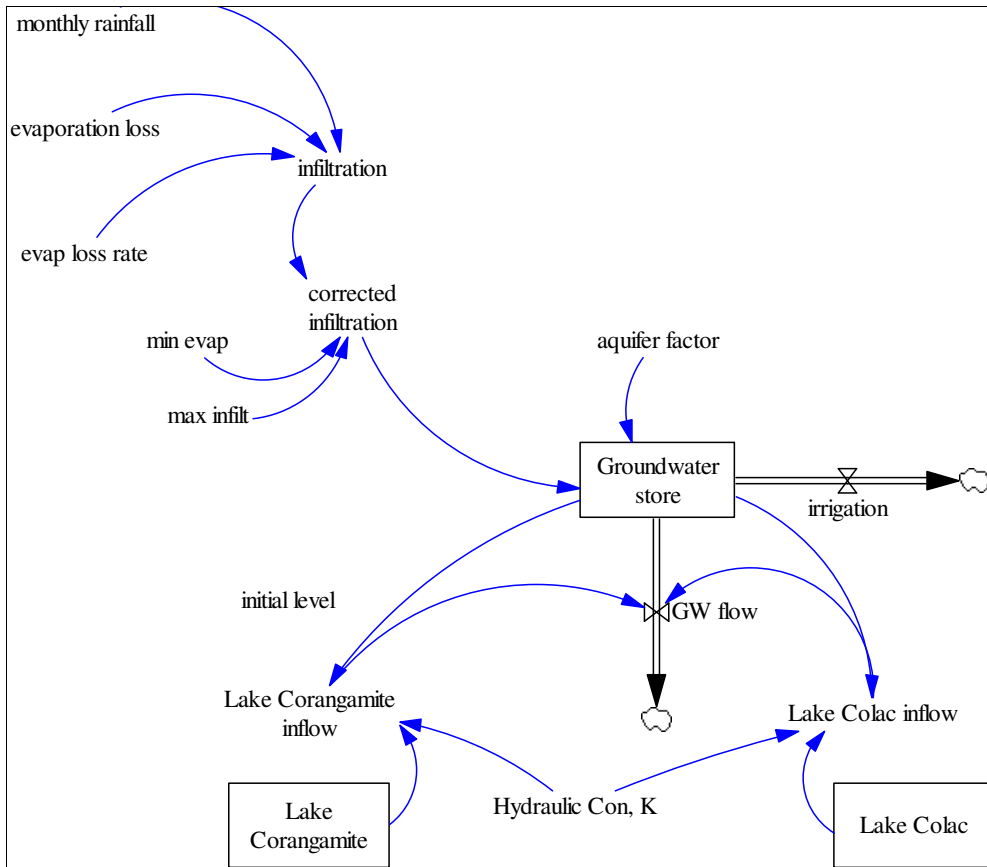 monthly rainfall
evaporation loss
infiltration
evap loss rate
corrected
infiltration
min evap
aquifer factor
max infilt
Groundwater
store
irrigation
initial level
GW flow
Lake Corangamite
inflow
Lake Colac inflow
Hydraulic Con, K
Lake
Corangamite
Lake Colac